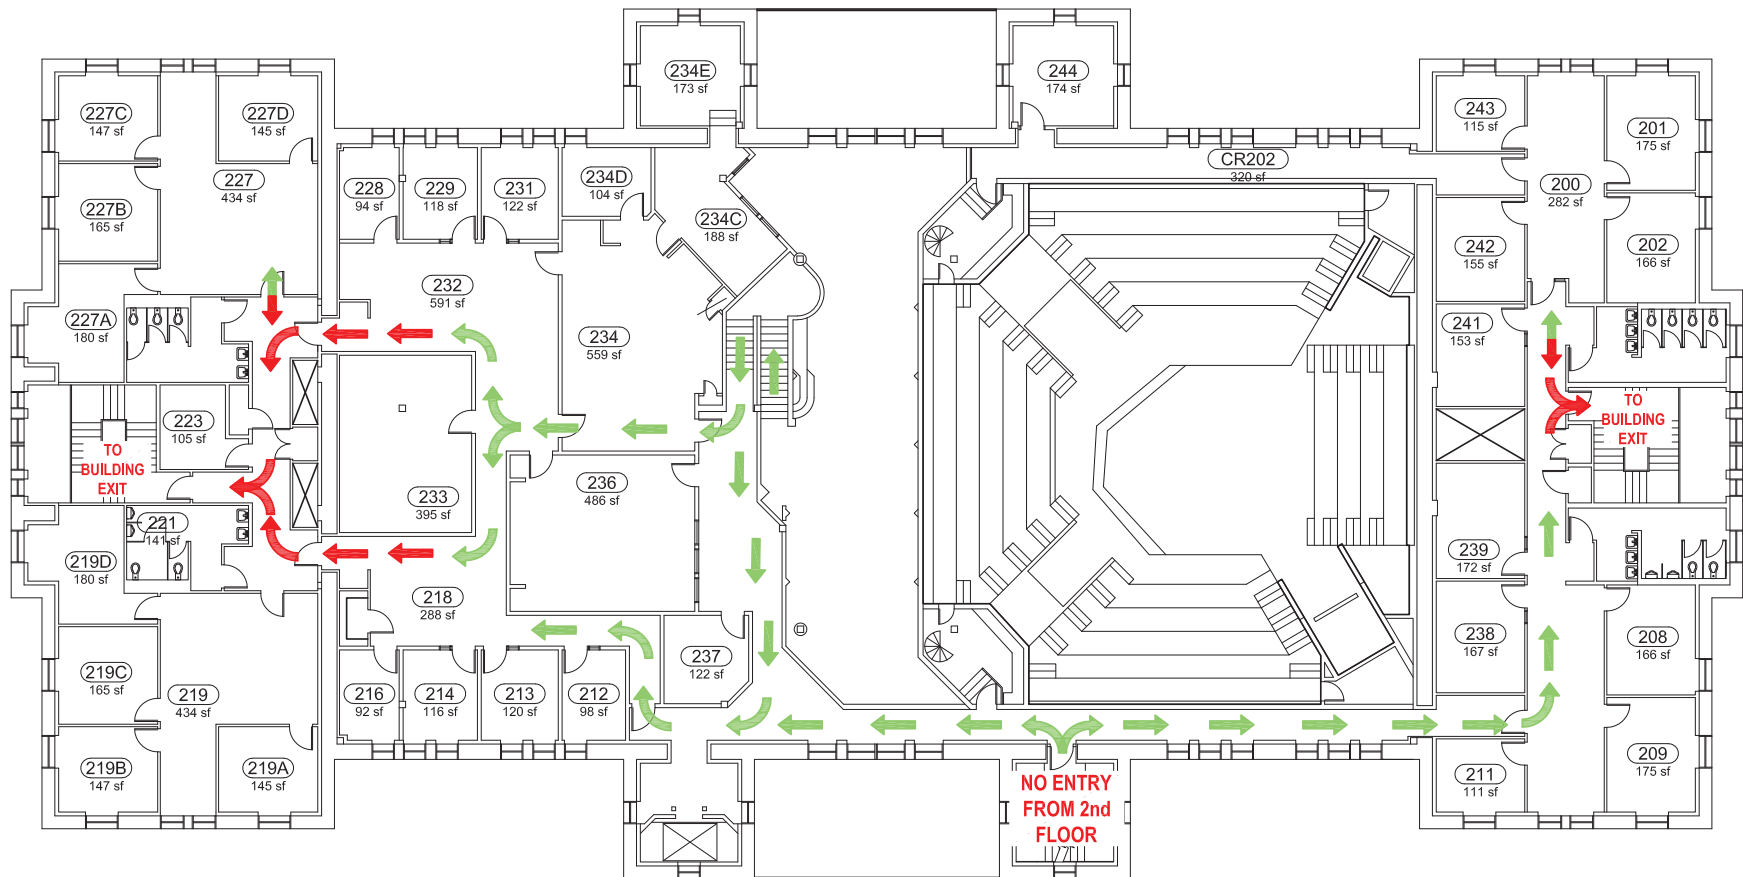 234E
173 sf
244
174 sf
227C
147 sf
227D
145 sf
243
115 sf
201
175 sf
CR202
320 sf
228
94 sf
229
118 sf
231
122 sf
234D
104 sf
227
434 sf
200
282 sf
227B
165 sf
234C
188 sf
242
155 sf
202
166 sf
232
591 sf
227A
180 sf
234
559 sf
241
153 sf
223
105 sf
TO
BUILDING
EXIT
TO
BUILDING
EXIT
233
395 sf
236
486 sf
221
141 sf
219D
180 sf
239
172 sf
218
288 sf
238
167 sf
208
166 sf
219C
165 sf
219
434 sf
216
92 sf
214
116 sf
213
120 sf
212
98 sf
237
122 sf
219B
147 sf
219A
145 sf
NO ENTRY
FROM 2nd
FLOOR
211
111 sf
209
175 sf